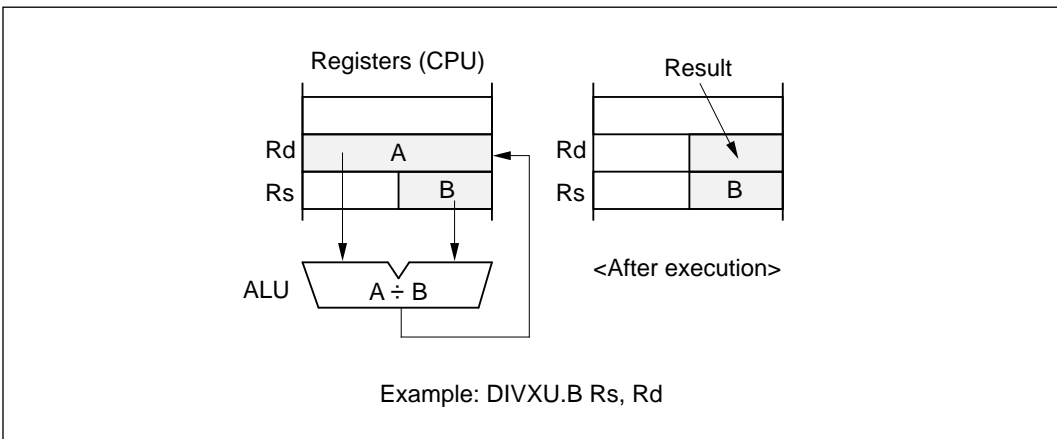 Registers (CPU)
Result
Rd
A
Rd
Rs
B
Rs
B
<After execution>
ALU
A ÷ B
Example: DIVXU.B Rs, Rd